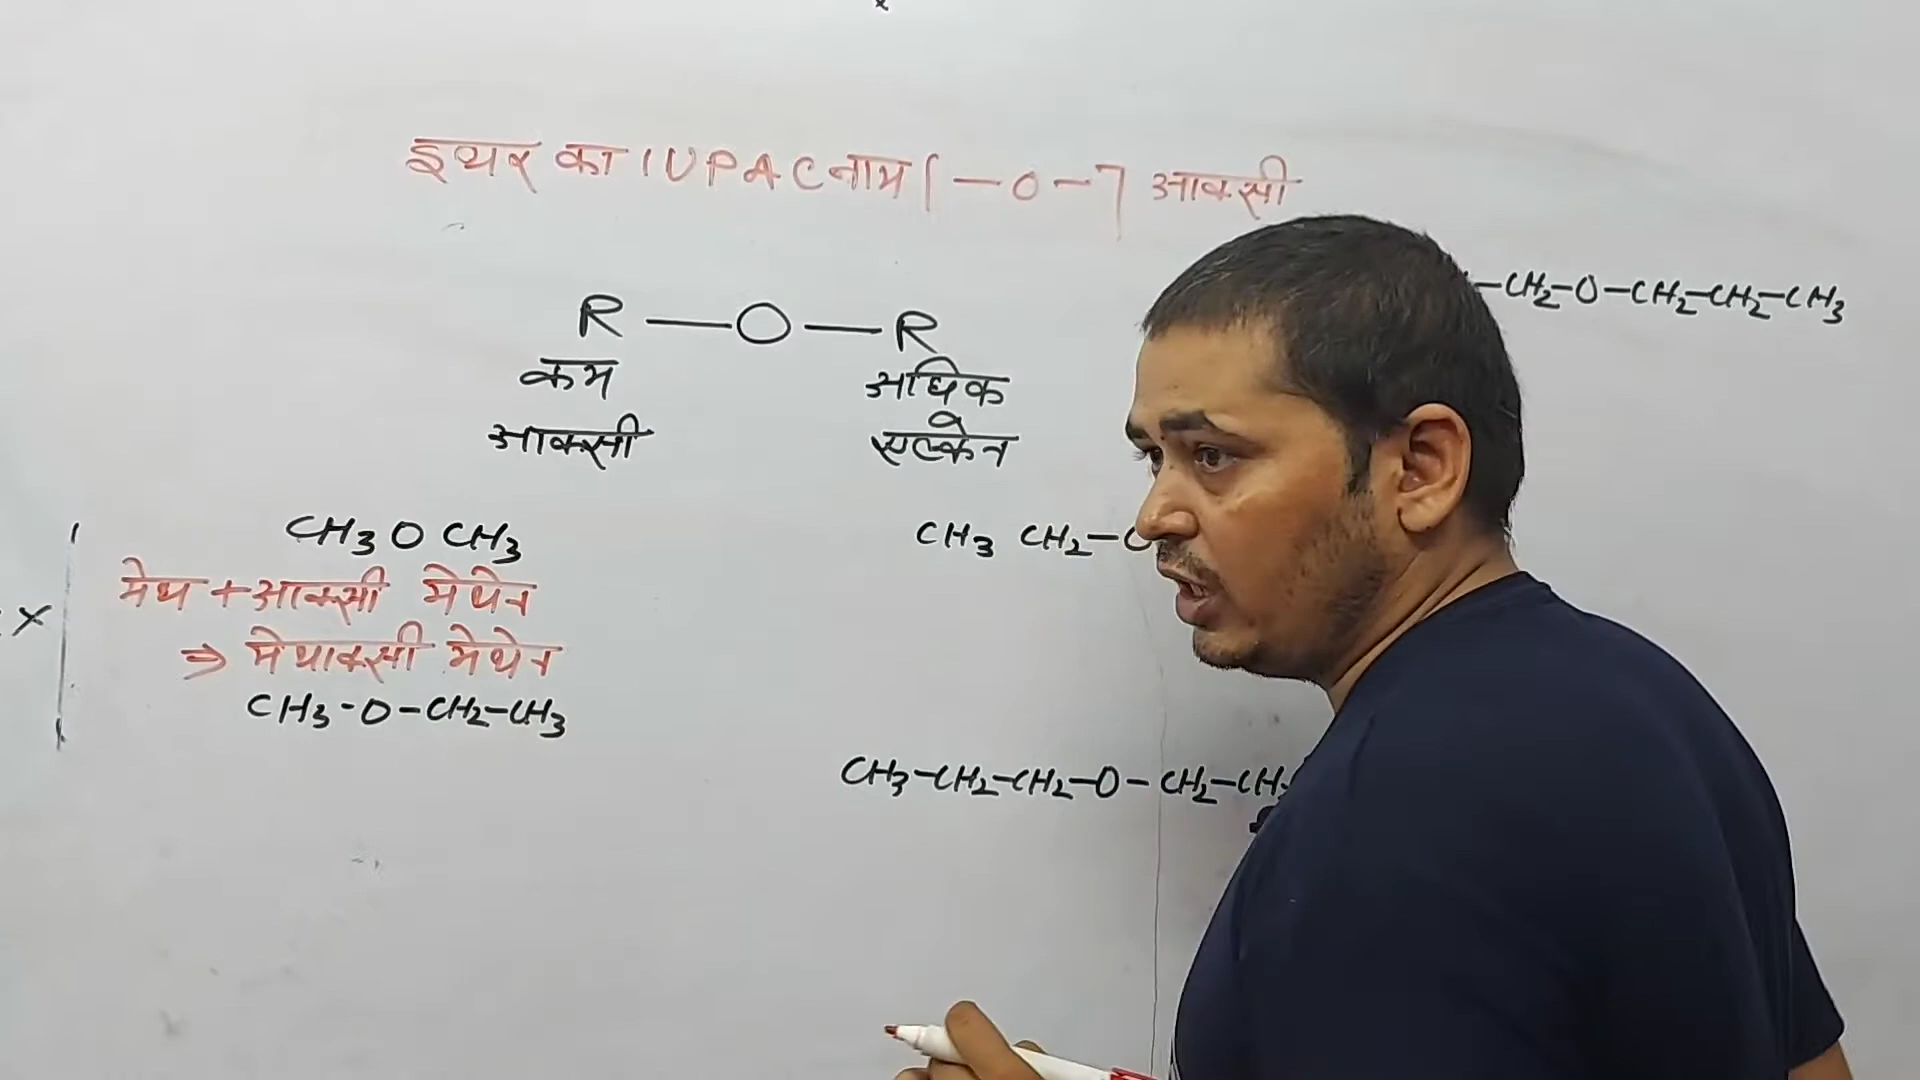 इथर का IUPAC नाम [-O-] आक्सी
-CH2-O-CH2-CH2-CH3
R—O—R
कम अधिक
आक्सी एल्केन
CH3 O CH3
CH3 CH2-O
मेथ + आक्सी मेथेन
x
⇒ मेथाक्सी मेथेन
CH3-O-CH2-CH3
CH3-CH2-CH2-O-CH2-CH3